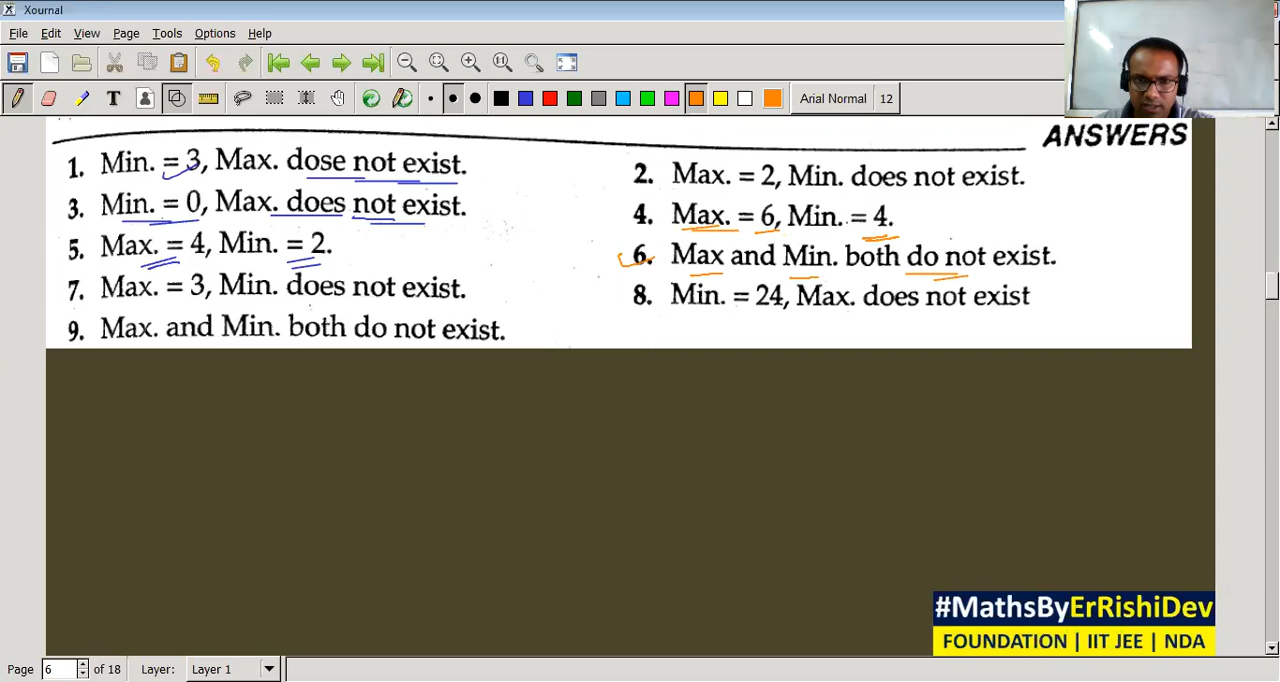 Xournal
File Edit View Page Tools Options Help
Arial Normal 12
ANSWERS
1. Min. = 3, Max. dose not exist.
2. Max. = 2, Min. does not exist.
3. Min. = 0, Max. does not exist.
4. Max. = 6, Min. = 4.
5. Max. = 4, Min. = 2.
6. Max and Min. both do not exist.
7. Max. = 3, Min. does not exist.
8. Min. = 24, Max. does not exist
9. Max. and Min. both do not exist.
#MathsByErRishiDev
FOUNDATION | IIT JEE | NDA
Page 6 of 18 Layer: Layer 1